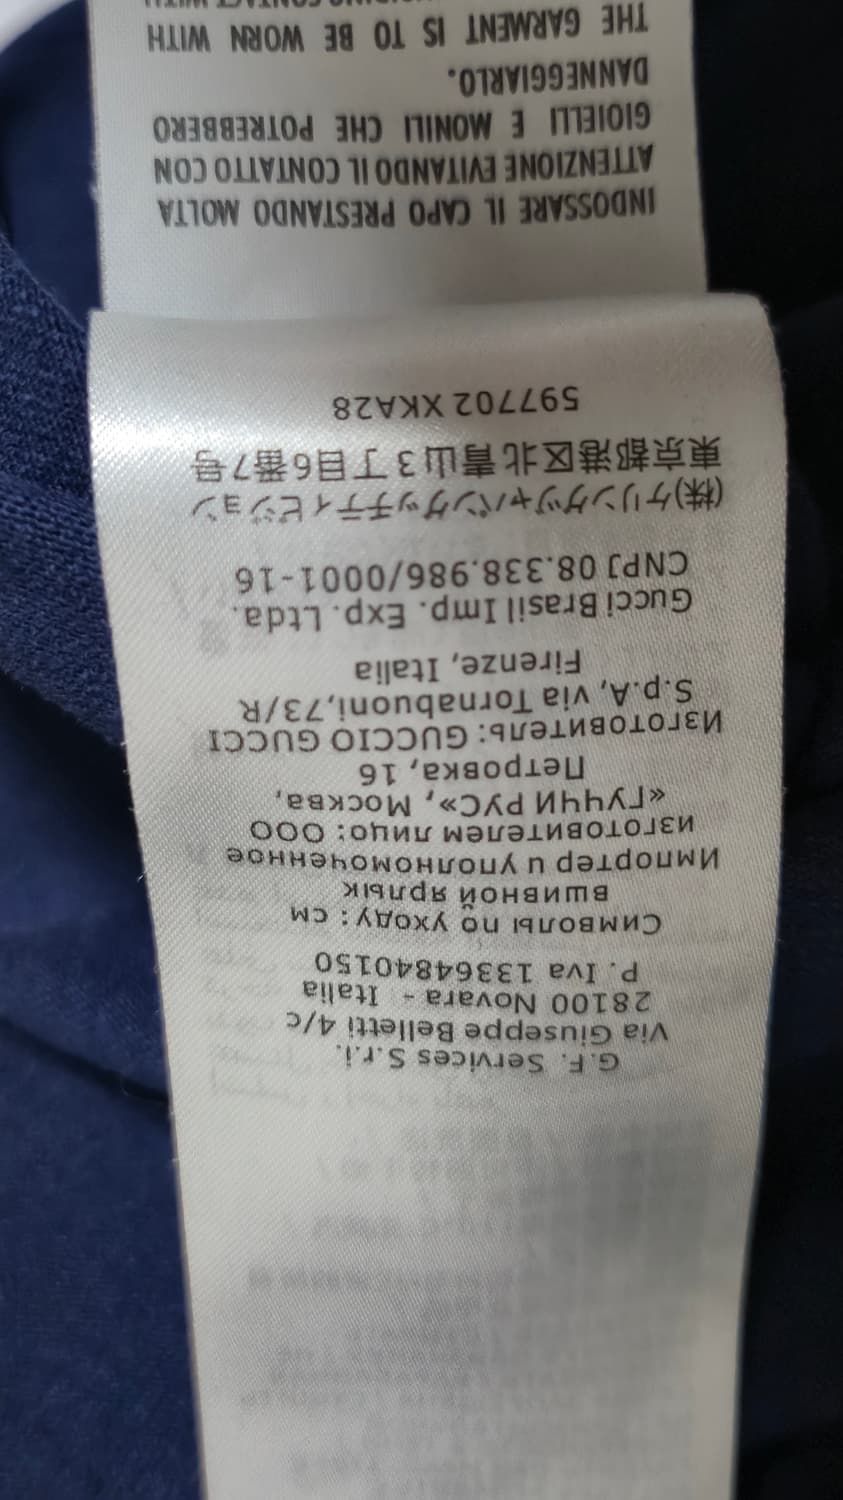 G.F. Services S.r.l.
Via Giuseppe Belletti 4/c
28100 Novara - Italia
P. Iva 13364840150
Символы по уходу: см
вшивной ярлык
Импортер и уполномоченное
изготовителем лицо: ООО
«ГУЧЧИ РУС», Москва,
Петровка, 16
Изготовитель: GUCCIO GUCCI
S.p.A, via Tornabuoni,73/R
Firenze, Italia
Gucci Brasil Imp. Exp. Ltda.
CNPJ 08.338.986/0001-16
(株)ケリングジャパングッチディビジョン
東京都港区北青山3丁目6番7号
597702 XKA28
INDOSSARE IL CAPO PRESTANDO MOLTA
ATTENZIONE EVITANDO IL CONTATTO CON
GIOIELLI E MONILI CHE POTREBBERO
DANNEGGIARLO.
THE GARMENT IS TO BE WORN WITH